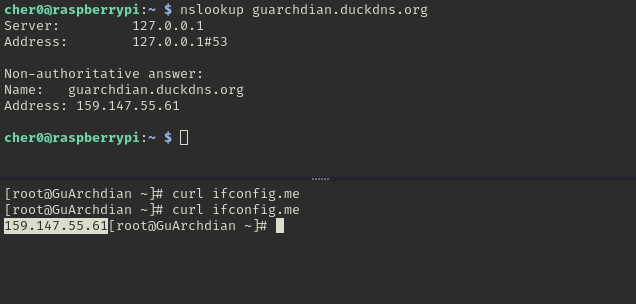 cher0@raspberrypi:~ $ nslookup guarchdian.duckdns.org
Server:         127.0.0.1
Address:        127.0.0.1#53
Non-authoritative answer:
Name:   guarchdian.duckdns.org
Address: 159.147.55.61
cher0@raspberrypi:~ $
[root@GuArchdian ~]# curl ifconfig.me
[root@GuArchdian ~]# curl ifconfig.me
159.147.55.61[root@GuArchdian ~]#